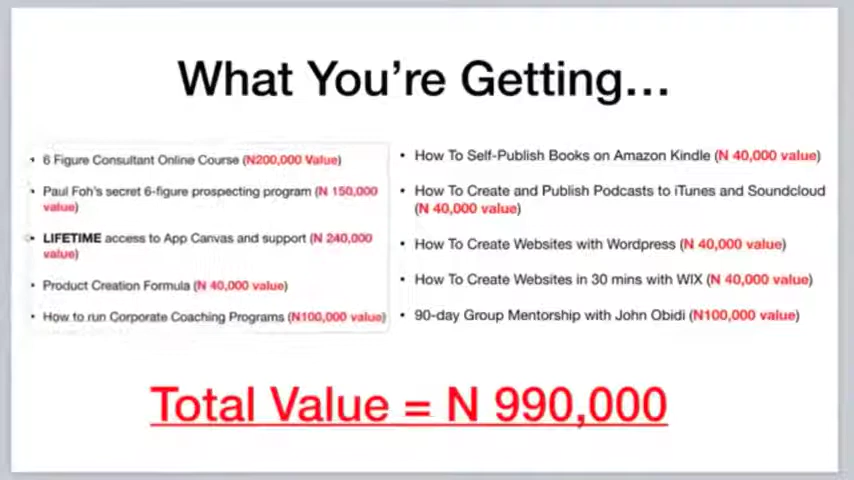 What You're Getting...
• 6 Figure Consultant Online Course (N200,000 Value)
• Paul Foh's secret 6-figure prospecting program (N 150,000
value)
• LIFETIME access to App Canvas and support (N 240,000
value)
• Product Creation Formula (N 40,000 value)
• How to run Corporate Coaching Programs (N100,000 value)
• How To Self-Publish Books on Amazon Kindle (N 40,000 value)
• How To Create and Publish Podcasts to iTunes and Soundcloud
(N 40,000 value)
• How To Create Websites with Wordpress (N 40,000 value)
• How To Create Websites in 30 mins with WIX (N 40,000 value)
• 90-day Group Mentorship with John Obidi (N100,000 value)
Total Value = N 990,000